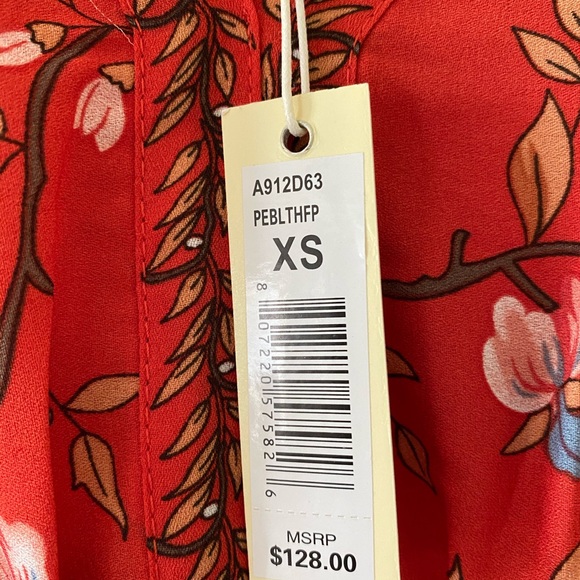 A912D63
PEBLTHFP
XS
8 07220 57582 6
MSRP
$128.00